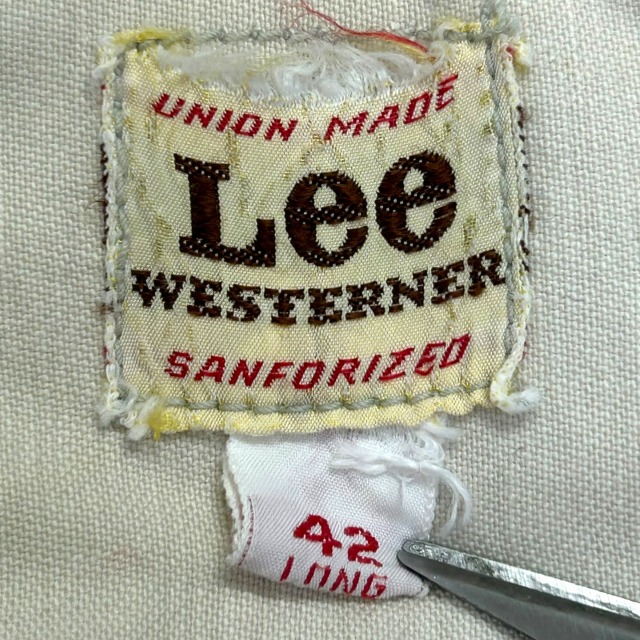 UNION MADE
Lee
WESTERNER
SANFORIZED
42
LONG